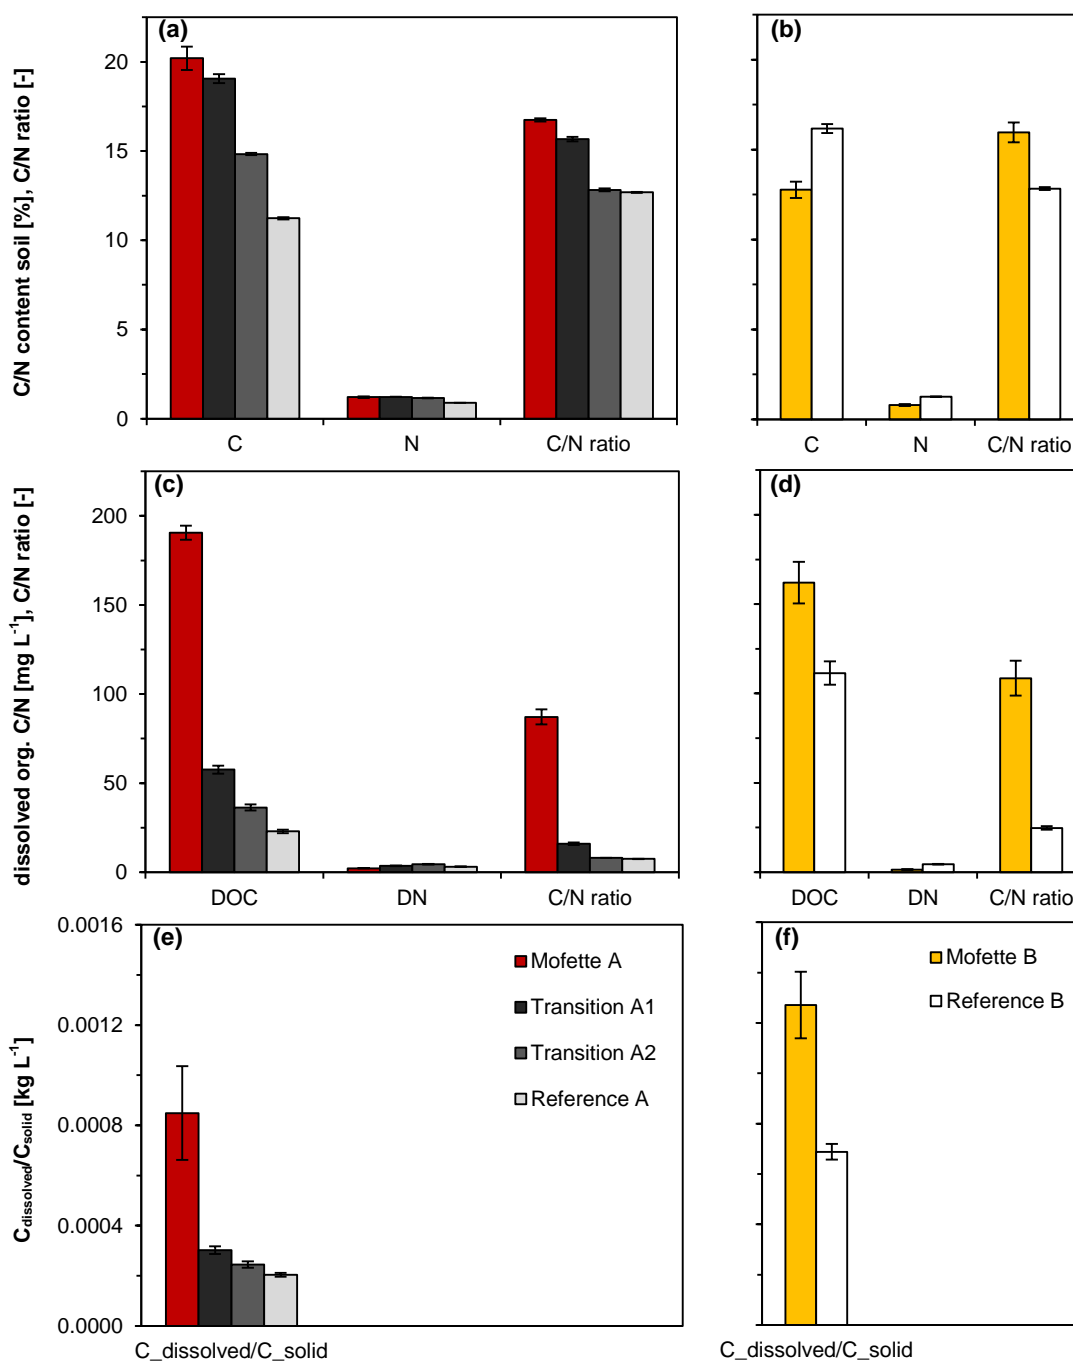 (a)
(b)
C/N content soil [%], C/N ratio [-]
20
15
10
5
0
C N C/N ratio
C N C/N ratio
(c)
(d)
dissolved org. C/N [mg L⁻¹], C/N ratio [-]
200
150
100
50
0
DOC DN C/N ratio
DOC DN C/N ratio
(e)
(f)
C_dissolved/C_solid [kg L⁻¹]
0.0016
0.0012
0.0008
0.0004
0.0000
Mofette A
Transition A1
Transition A2
Reference A
Mofette B
Reference B
C_dissolved/C_solid
C_dissolved/C_solid